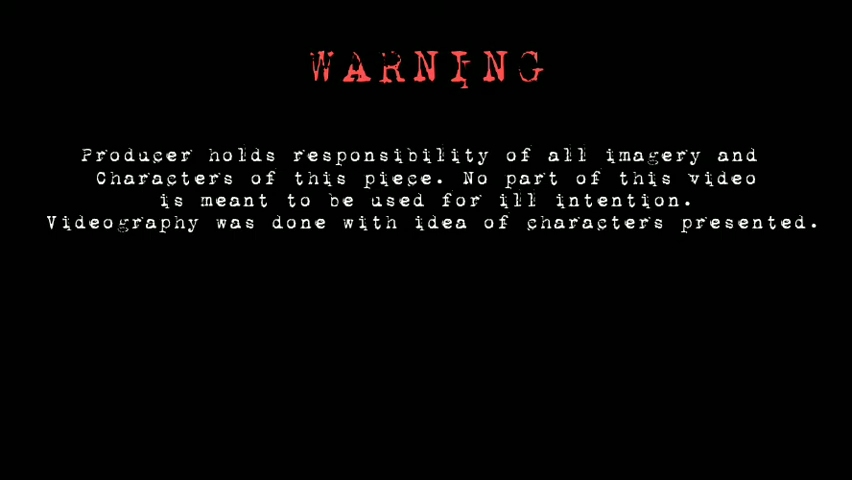 WARNING
Producer holds responsibility of all imagery and
Characters of this piece. No part of this video
is meant to be used for ill intention.
Videography was done with idea of characters presented.